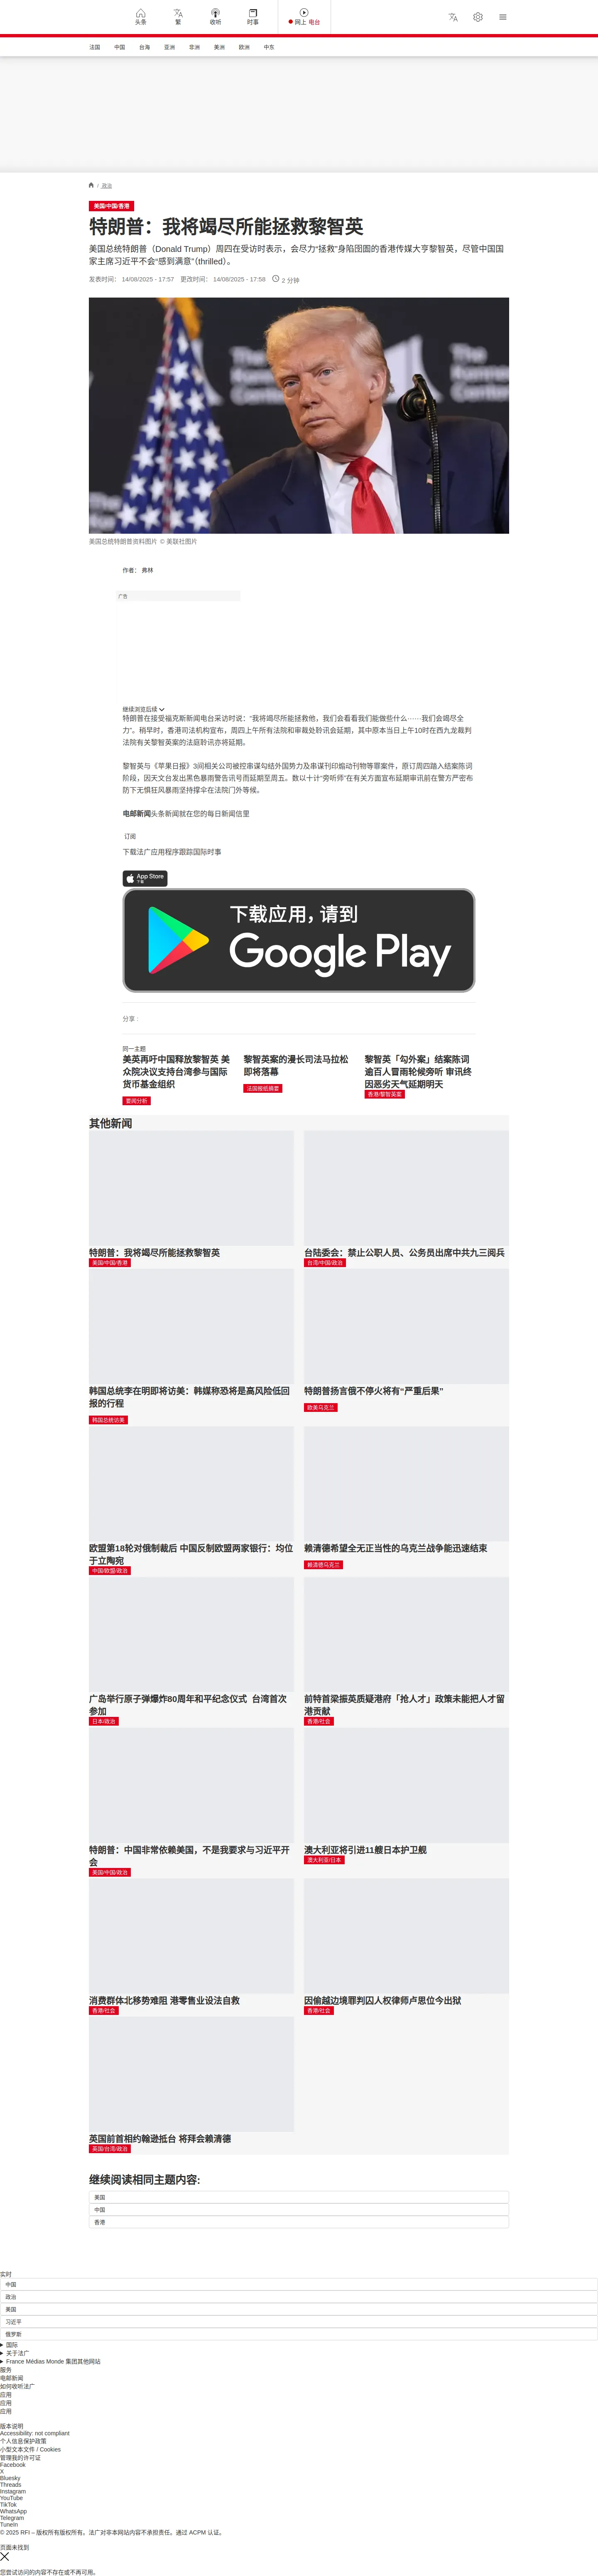 头条
繁
收听
时事
网上 电台
法国
中国
台海
亚洲
非洲
美洲
欧洲
中东
/ 政治
美国/中国/香港
特朗普：我将竭尽所能拯救黎智英
美国总统特朗普（Donald Trump）周四在受访时表示，会尽力“拯救”身陷囹圄的香港传媒大亨黎智英，尽管中国国
家主席习近平不会“感到满意”（thrilled）。
发表时间： 14/08/2025 - 17:57 更改时间： 14/08/2025 - 17:58 2 分钟
美国总统特朗普资料图片 © 美联社图片
作者： 弗林
广告
继续浏览后续
特朗普在接受福克斯新闻电台采访时说：“我将竭尽所能拯救他，我们会看看我们能做些什么⋯⋯我们会竭尽全
力”。稍早时，香港司法机构宣布，周四上午所有法院和审裁处聆讯会延期，其中原本当日上午10时在西九龙裁判
法院有关黎智英案的法庭聆讯亦将延期。
黎智英与《苹果日报》3间相关公司被控串谋勾结外国势力及串谋刊印煽动刊物等罪案件，原订周四踏入结案陈词
阶段，因天文台发出黑色暴雨警告讯号而延期至周五。数以十计“旁听师”在有关方面宣布延期审讯前在警方严密布
防下无惧狂风暴雨坚持撑伞在法院门外等候。
电邮新闻头条新闻就在您的每日新闻信里
订阅
下载法广应用程序跟踪国际时事
App Store
下载
下载应用，请到
Google Play
分享 :
同一主题
美英再吁中国释放黎智英 美
众院决议支持台湾参与国际
货币基金组织
要闻分析
黎智英案的漫长司法马拉松
即将落幕
法国报纸摘要
黎智英「勾外案」结案陈词
逾百人冒雨轮候旁听 审讯终
因恶劣天气延期明天
香港/黎智英案
其他新闻
特朗普：我将竭尽所能拯救黎智英
美国/中国/香港
台陆委会：禁止公职人员、公务员出席中共九三阅兵
台湾/中国/政治
韩国总统李在明即将访美：韩媒称恐将是高风险低回
报的行程
韩国总统访美
特朗普扬言俄不停火将有“严重后果”
欧美乌克兰
欧盟第18轮对俄制裁后 中国反制欧盟两家银行：均位
于立陶宛
中国/欧盟/政治
赖清德希望全无正当性的乌克兰战争能迅速结束
赖清德乌克兰
广岛举行原子弹爆炸80周年和平纪念仪式 台湾首次
参加
日本/政治
前特首梁振英质疑港府「抢人才」政策未能把人才留
港贡献
香港/社会
特朗普：中国非常依赖美国，不是我要求与习近平开
会
美国/中国/政治
澳大利亚将引进11艘日本护卫舰
澳大利亚/日本
消费群体北移势难阻 港零售业设法自救
香港/社会
因偷越边境罪判囚人权律师卢思位今出狱
香港/社会
英国前首相约翰逊抵台 将拜会赖清德
英国/台湾/政治
继续阅读相同主题内容:
美国
中国
香港
实时
中国
政治
美国
习近平
俄罗斯
国际
关于法广
France Médias Monde 集团其他网站
服务
电邮新闻
如何收听法广
应用
应用
应用
版本说明
Accessibility: not compliant
个人信息保护政策
小型文本文件 / Cookies
管理我的许可证
Facebook
X
Bluesky
Threads
Instagram
YouTube
TikTok
WhatsApp
Telegram
TuneIn
© 2025 RFI – 版权所有版权所有。法广对非本网站内容不承担责任。通过 ACPM 认证。
页面未找到
您尝试访问的内容不存在或不再可用。